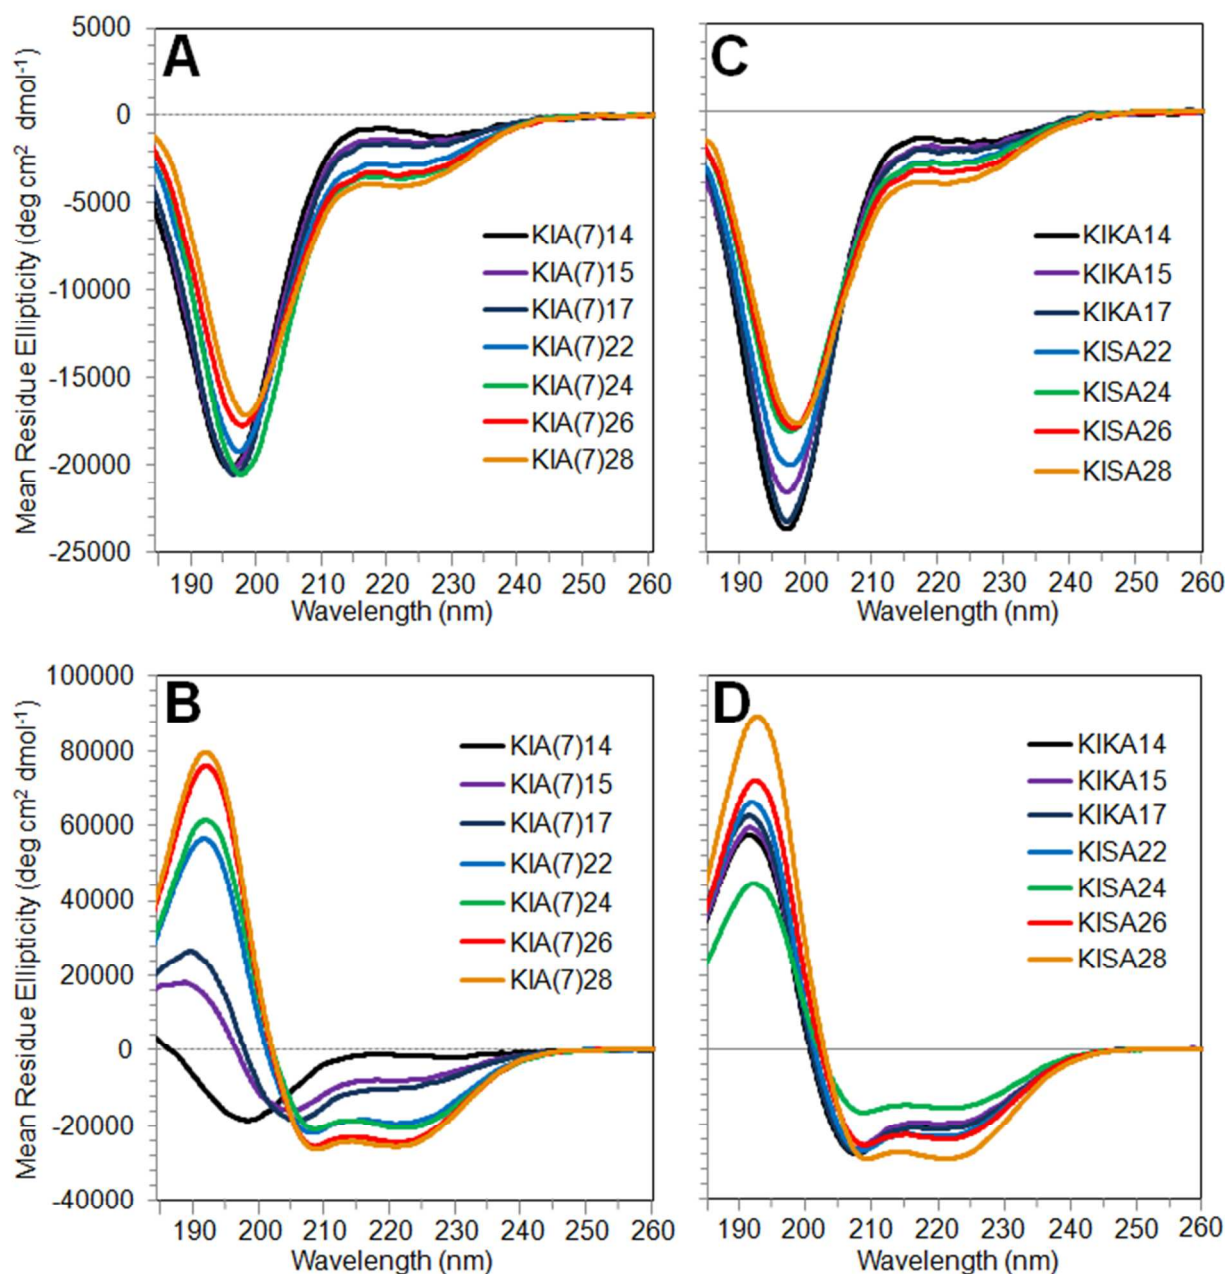 A
5000
0
-5000
-10000
-15000
-20000
-25000
Mean Residue Ellipticity (deg cm² dmol⁻¹)
KIA(7)14
KIA(7)15
KIA(7)17
KIA(7)22
KIA(7)24
KIA(7)26
KIA(7)28
190 200 210 220 230 240 250 260
Wavelength (nm)
C
KIKA14
KIKA15
KIKA17
KISA22
KISA24
KISA26
KISA28
190 200 210 220 230 240 250 260
Wavelength (nm)
B
100000
80000
60000
40000
20000
0
-20000
-40000
Mean Residue Ellipticity (deg cm² dmol⁻¹)
KIA(7)14
KIA(7)15
KIA(7)17
KIA(7)22
KIA(7)24
KIA(7)26
KIA(7)28
190 200 210 220 230 240 250 260
Wavelength (nm)
D
KIKA14
KIKA15
KIKA17
KISA22
KISA24
KISA26
KISA28
190 200 210 220 230 240 250 260
Wavelength (nm)